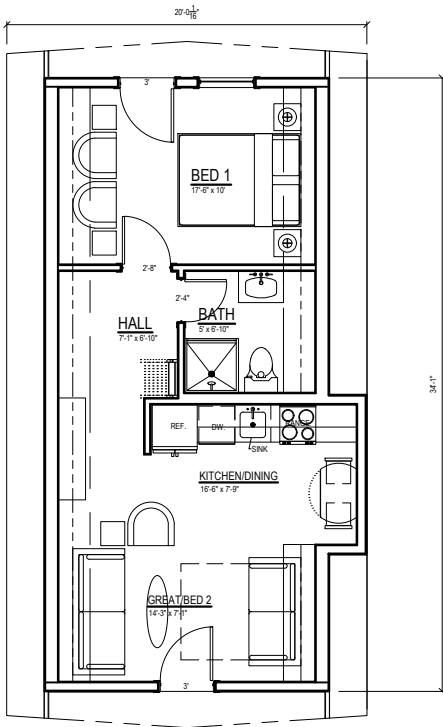 20'-0 1/16"
3'
BED 1
17'-6" x 10'
2'-8"
2'-4"
BATH
5' x 6'-10"
HALL
7'-1" x 6'-10"
34'-1"
REF.
DW.
RANGE
SINK
KITCHEN/DINING
16'-6" x 7'-9"
GREAT/BED 2
14'-3" x 7'-1"
3'